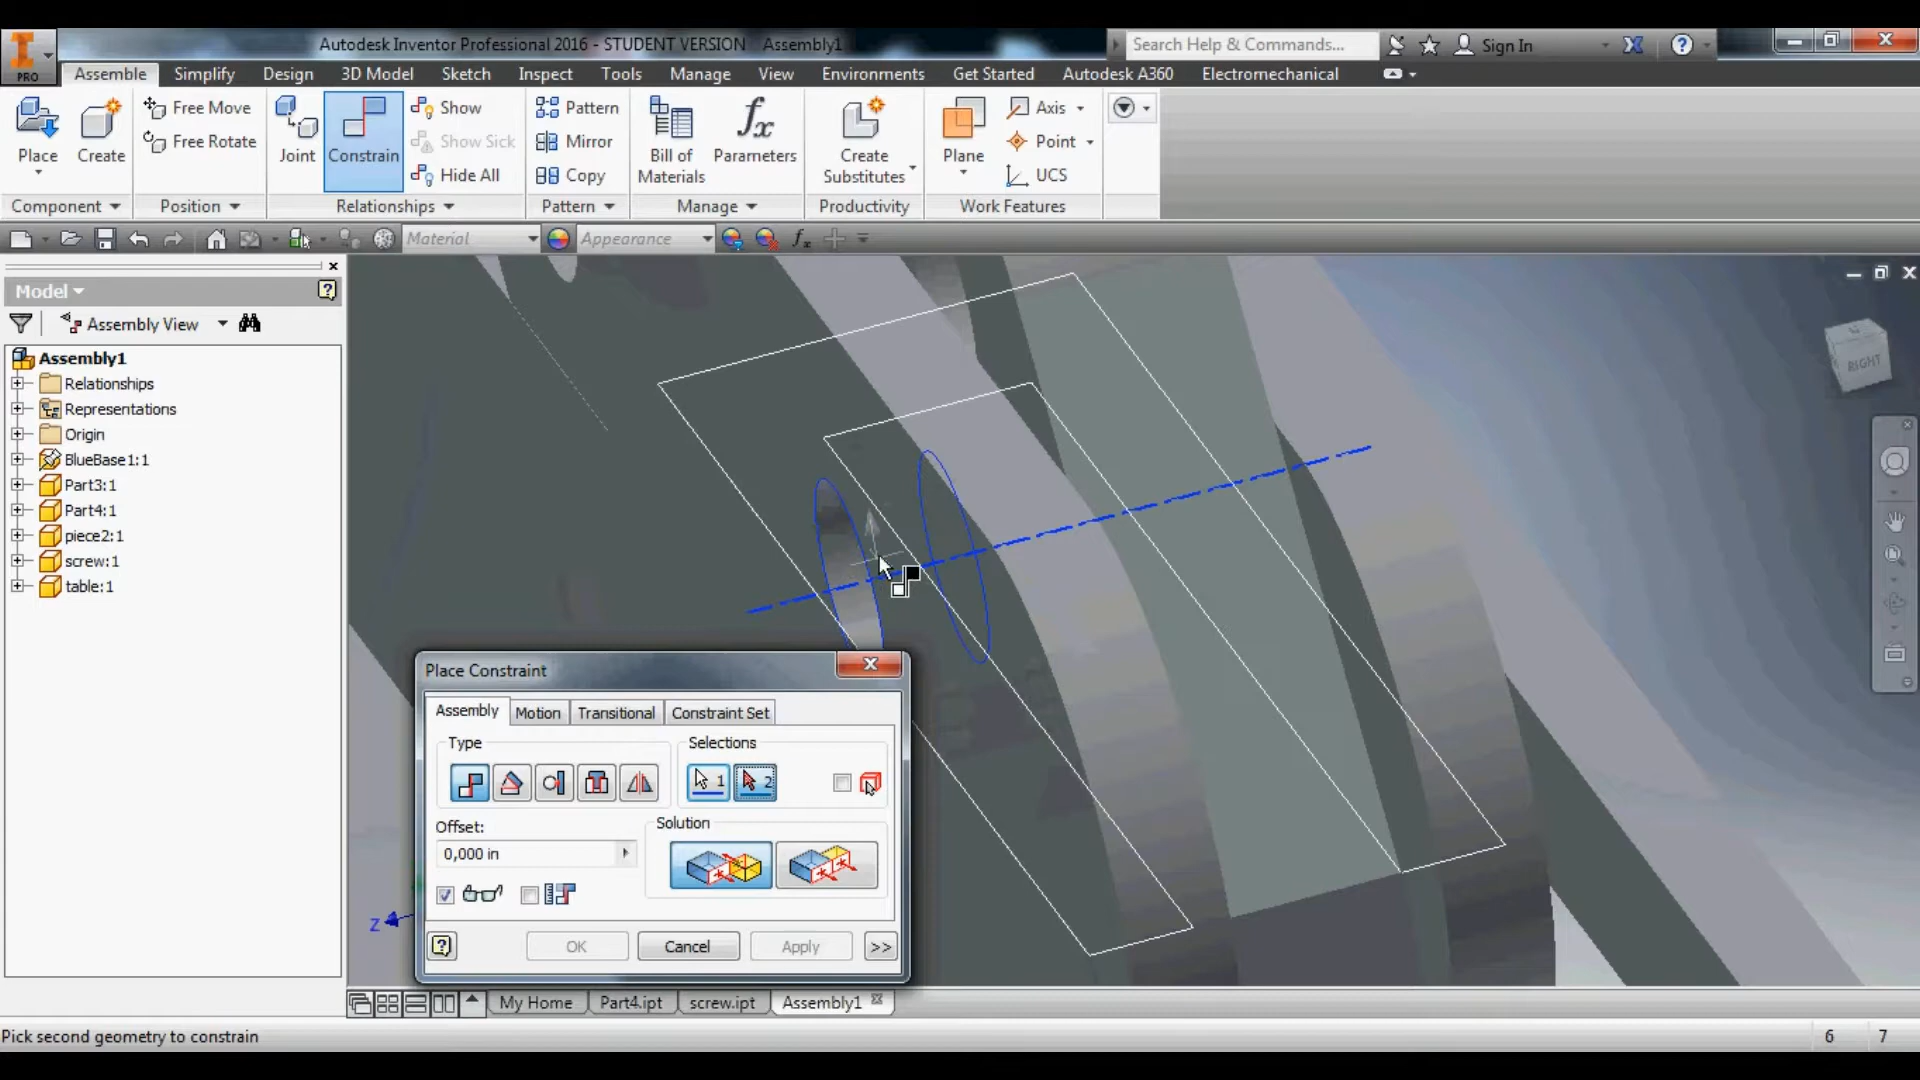 Autodesk Inventor Professional 2016 - STUDENT VERSION Assembly1
Search Help & Commands...
Sign In
PRO
Assemble Simplify Design 3D Model Sketch Inspect Tools Manage View Environments Get Started Autodesk A360 Electromechanical
Place
Create
Free Move
Free Rotate
Joint
Constrain
Show
Show Sick
Hide All
Pattern
Mirror
Copy
Bill of
Materials
fx
Parameters
Create
Substitutes
Plane
Axis
Point
UCS
Component Position Relationships Pattern Manage Productivity Work Features
Material
Appearance
fx
Model
Assembly View
Assembly1
Relationships
Representations
Origin
BlueBase1:1
Part3:1
Part4:1
piece2:1
screw:1
table:1
RIGHT
Z
Place Constraint
Assembly Motion Transitional Constraint Set
Type
Selections
1
2
Offset:
0,000 in
Solution
OK Cancel Apply >>
My Home Part4.ipt screw.ipt Assembly1
Pick second geometry to constrain
6 7